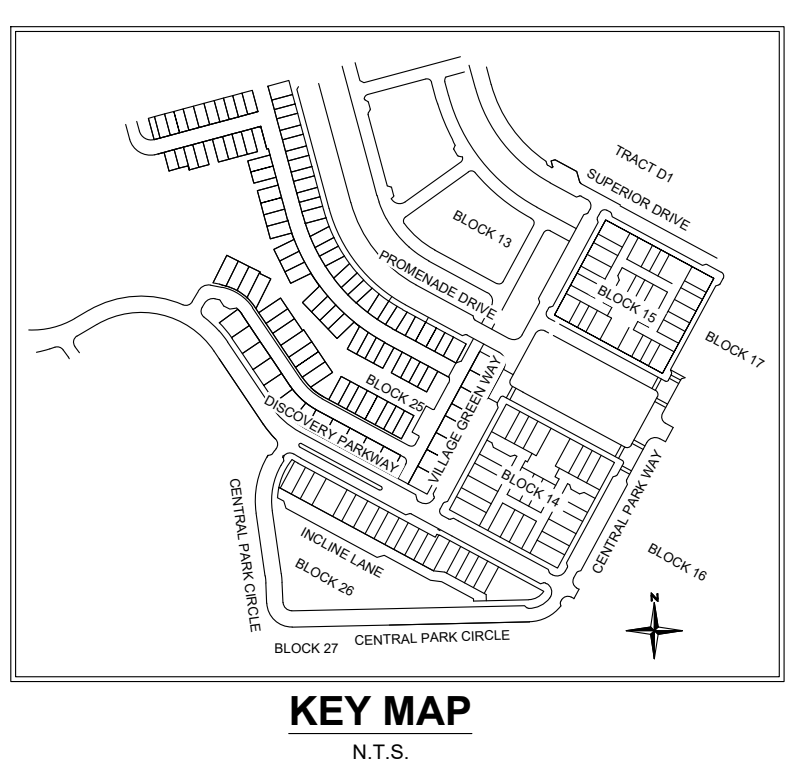 TRACT D1
SUPERIOR DRIVE
BLOCK 13
PROMENADE DRIVE
BLOCK 15
BLOCK 17
BLOCK 25
VILLAGE GREEN WAY
DISCOVERY PARKWAY
BLOCK 14
CENTRAL PARK WAY
CENTRAL PARK CIRCLE
INCLINE LANE
BLOCK 26
BLOCK 16
N
BLOCK 27
CENTRAL PARK CIRCLE
KEY MAP
N.T.S.